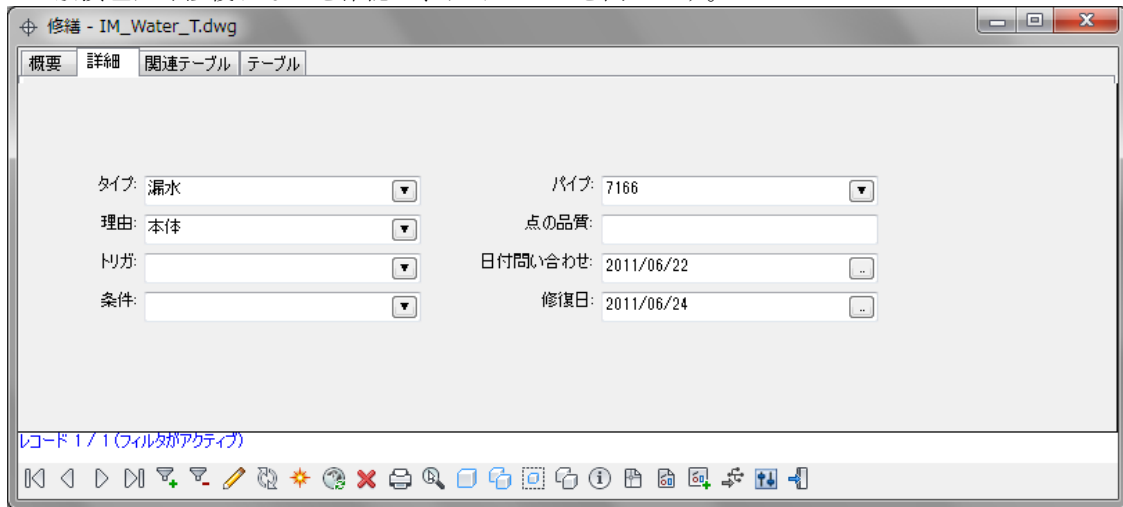 修繕 - IM_Water_T.dwg
概要 詳細 関連テーブル テーブル
タイプ: 漏水 パイプ: 7166
理由: 本体 点の品質:
トリガ: 日付問い合わせ: 2011/06/22 ..
条件: 修復日: 2011/06/24 ..
レコード 1 / 1 (フィルタがアクティブ)